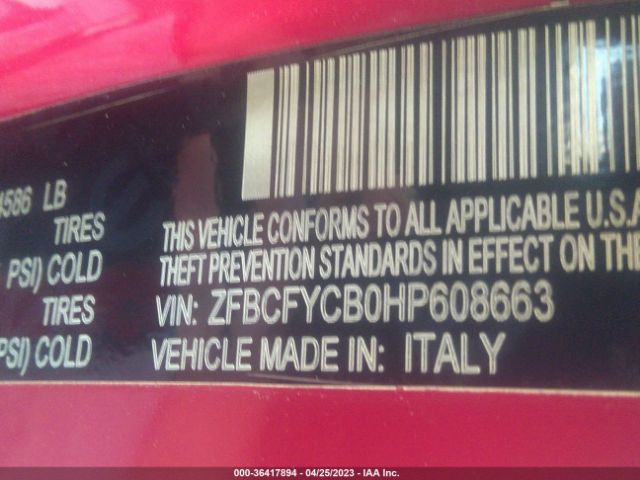 4586 LB
TIRES
PSI) COLD
TIRES
PSI) COLD
THIS VEHICLE CONFORMS TO ALL APPLICABLE U.S.A
THEFT PREVENTION STANDARDS IN EFFECT ON THE
VIN: ZFBCFYCB0HP608663
VEHICLE MADE IN: ITALY
000-36417894 - 04/25/2023 - IAA Inc.